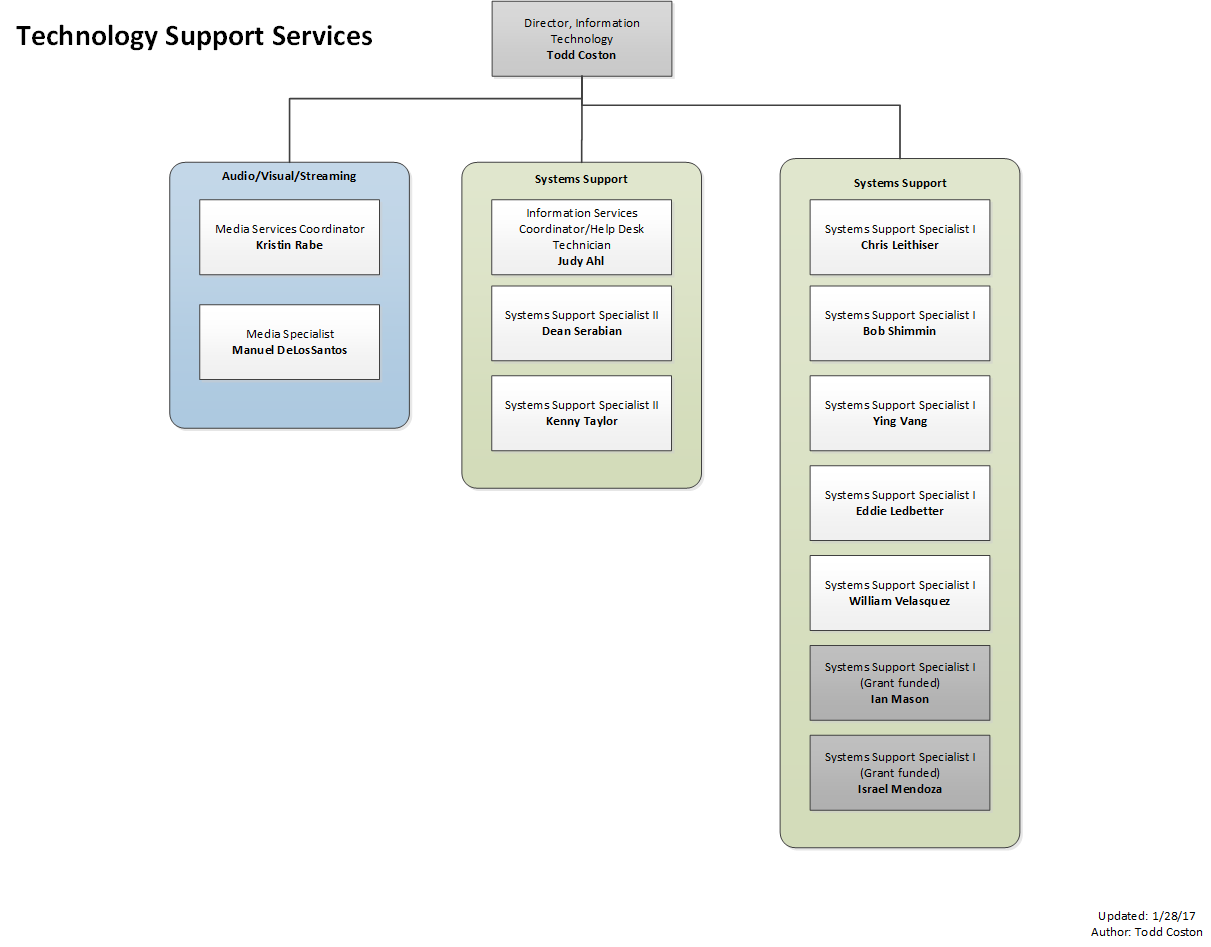 Technology Support Services
Director, Information
Technology
Todd Coston
Audio/Visual/Streaming
Media Services Coordinator
Kristin Rabe
Media Specialist
Manuel DeLosSantos
Systems Support
Information Services
Coordinator/Help Desk
Technician
Judy Ahl
Systems Support Specialist II
Dean Serabian
Systems Support Specialist II
Kenny Taylor
Systems Support
Systems Support Specialist I
Chris Leithiser
Systems Support Specialist I
Bob Shimmin
Systems Support Specialist I
Ying Vang
Systems Support Specialist I
Eddie Ledbetter
Systems Support Specialist I
William Velasquez
Systems Support Specialist I
(Grant funded)
Ian Mason
Systems Support Specialist I
(Grant funded)
Israel Mendoza
Updated: 1/28/17
Author: Todd Coston